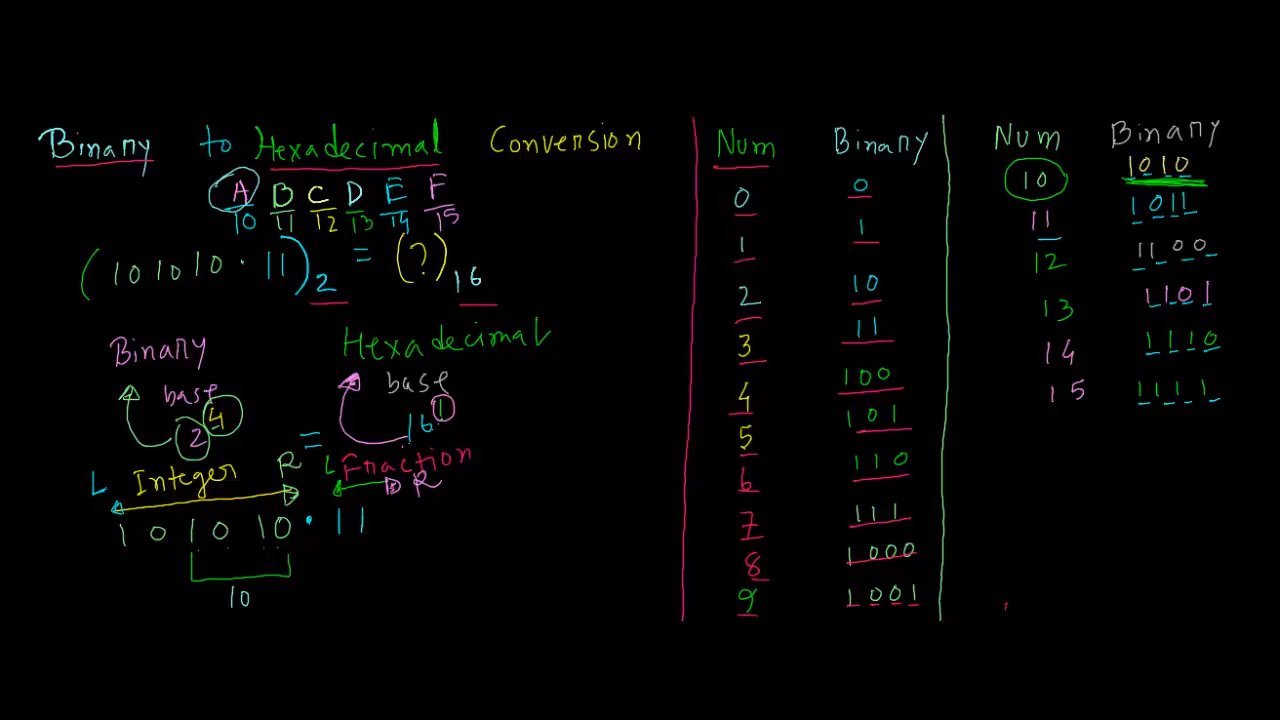 Binary to Hexadecimal Conversion
A B C D E F
10 11 12 13 14 15
(101010.11)2 = (?)16
Binary Hexadecimal
base base
2 4 = 16 1
L Integer R L Fraction R
1 0 1 0 1 0 . 1 1
10
Num Binary
0 0
1 1
2 10
3 11
4 100
5 101
6 110
7 111
8 1000
9 1001
Num Binary
10 1010
11 1011
12 1100
13 1101
14 1110
15 1111